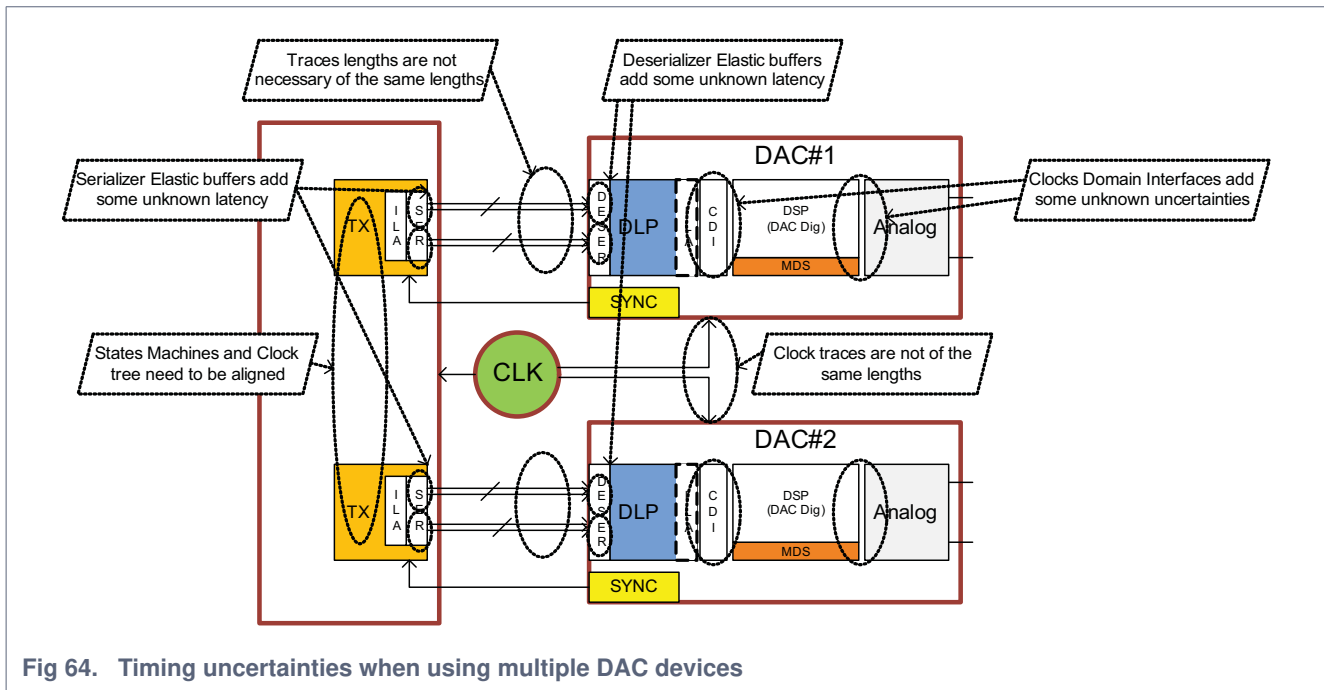 Traces lengths are not
necessary of the same lengths
Deserializer Elastic buffers
add some unknown latency
Serializer Elastic buffers add
some unknown latency
Clocks Domain Interfaces add
some unknown uncertainties
States Machines and Clock
tree need to be aligned
Clock traces are not of the
same lengths
DAC#1
TX
I
L
A
S
E
R
D
E
S
E
R
DLP
C
D
I
DSP
(DAC Dig)
MDS
Analog
SYNC
CLK
DAC#2
TX
I
L
A
S
E
R
D
E
S
E
R
DLP
C
D
I
DSP
(DAC Dig)
MDS
Analog
SYNC
Fig 64. Timing uncertainties when using multiple DAC devices